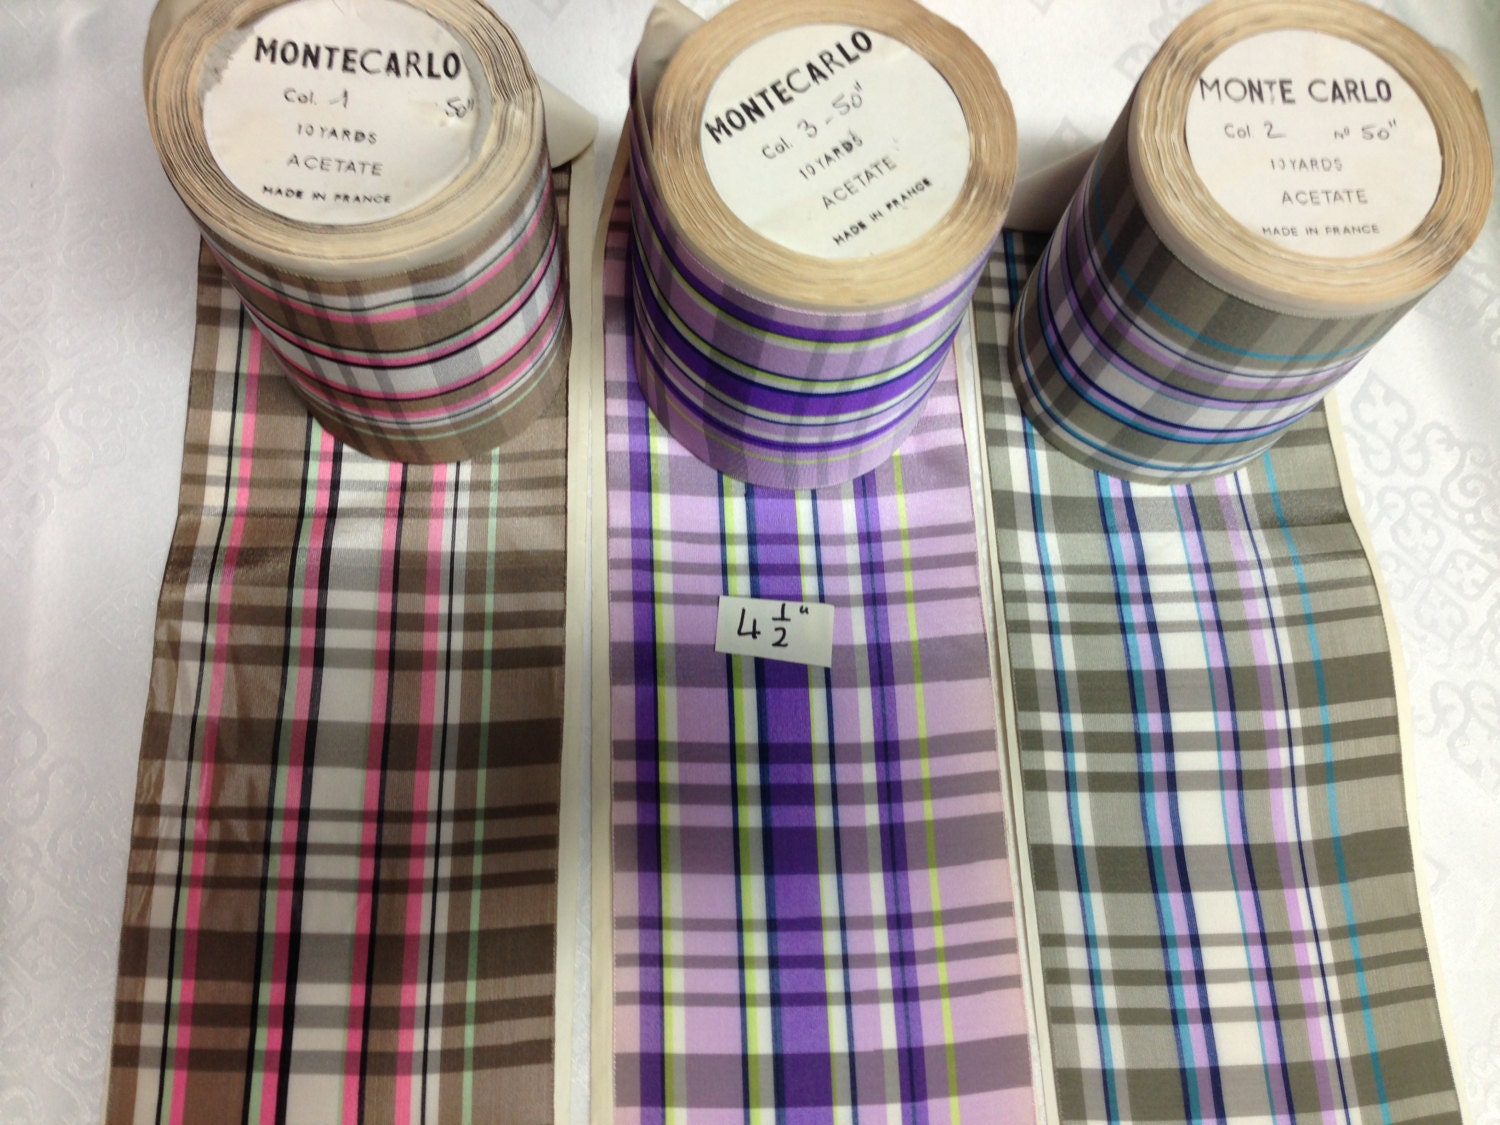 MONTECARLO
Col. 1 50"
10 YARDS
ACETATE
MADE IN FRANCE
MONTECARLO
Col. 3 - 50"
10 YARDS
ACETATE
MADE IN FRANCE
MONTE CARLO
Col 2 nº 50"
10 YARDS
ACETATE
MADE IN FRANCE
4 1/2"